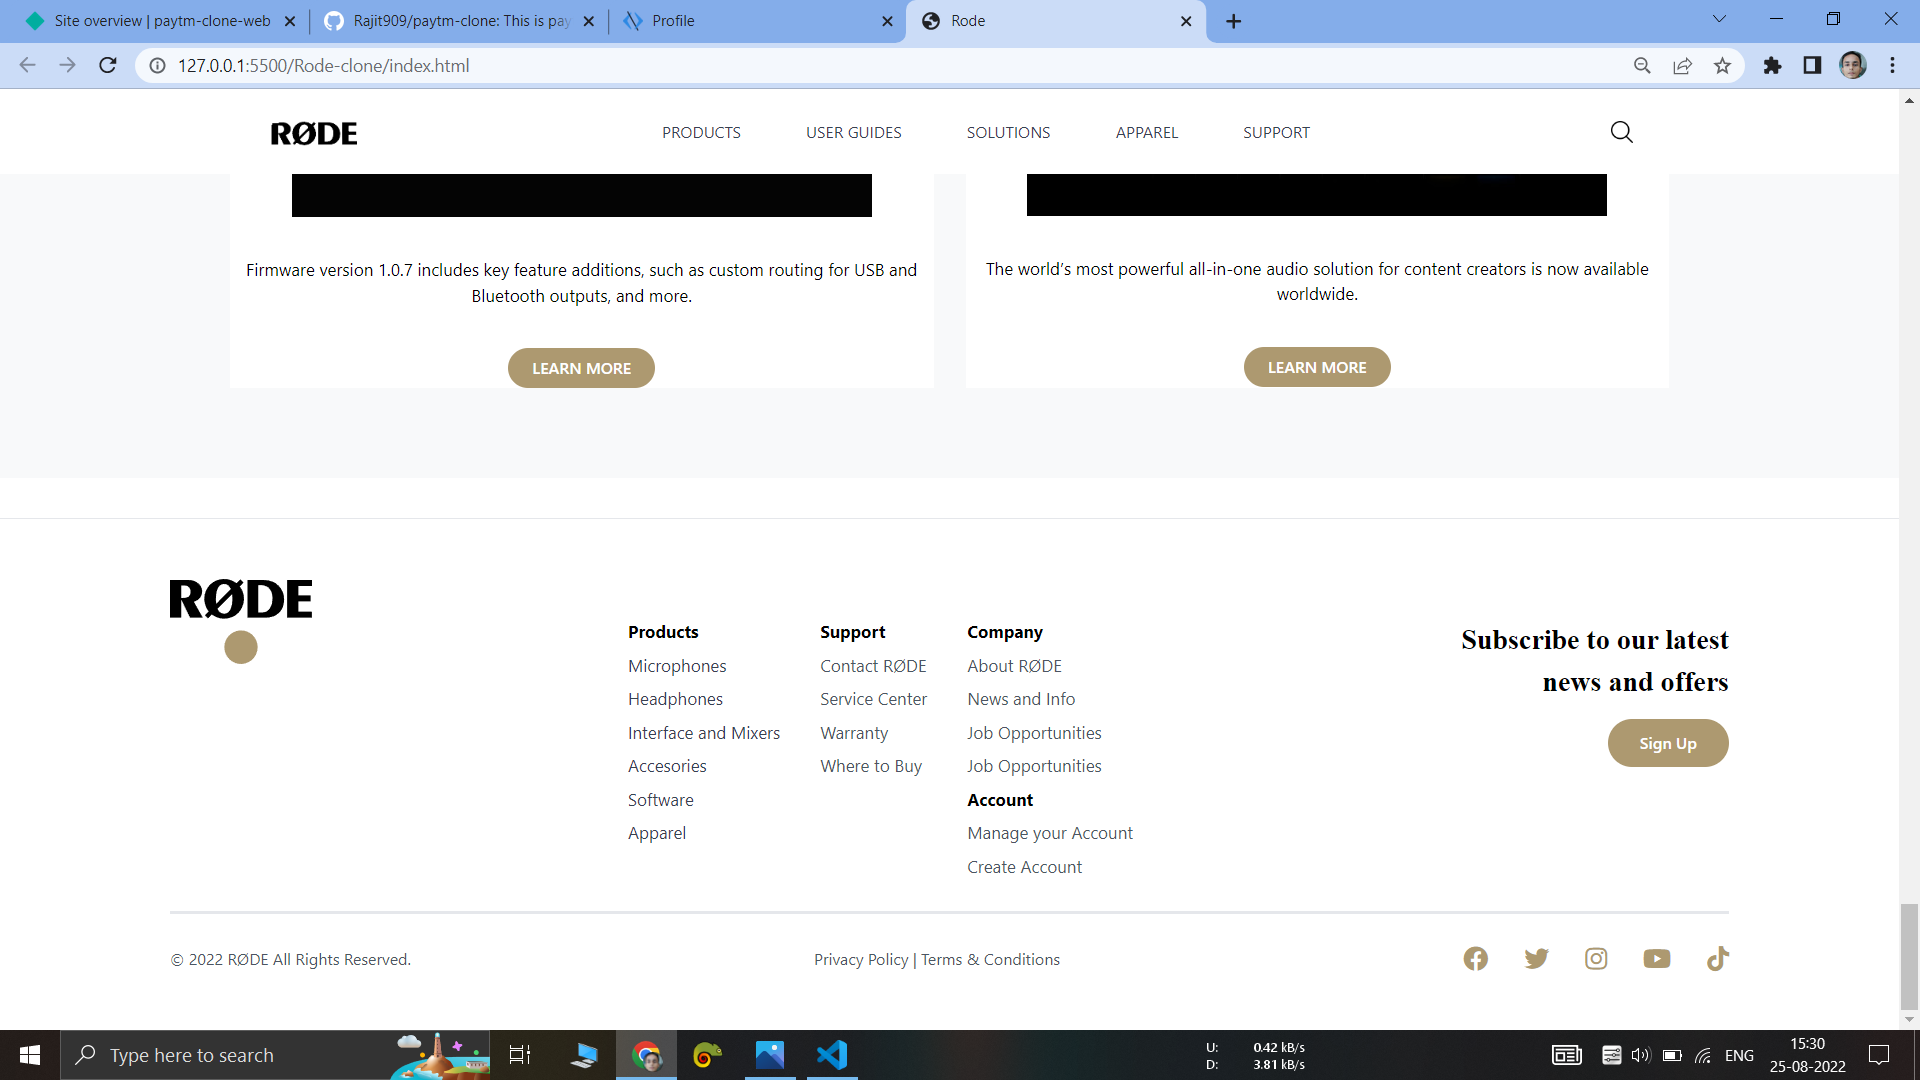 Site overview | paytm-clone-web
Rajit909/paytm-clone: This is pay
Profile
Rode
127.0.0.1:5500/Rode-clone/index.html
RØDE
PRODUCTS
USER GUIDES
SOLUTIONS
APPAREL
SUPPORT
Firmware version 1.0.7 includes key feature additions, such as custom routing for USB and
Bluetooth outputs, and more.
LEARN MORE
The world’s most powerful all-in-one audio solution for content creators is now available
worldwide.
LEARN MORE
RØDE
Products
Microphones
Headphones
Interface and Mixers
Accesories
Software
Apparel
Support
Contact RØDE
Service Center
Warranty
Where to Buy
Company
About RØDE
News and Info
Job Opportunities
Job Opportunities
Account
Manage your Account
Create Account
Subscribe to our latest
news and offers
Sign Up
© 2022 RØDE All Rights Reserved.
Privacy Policy | Terms & Conditions
Type here to search
U: 0.42 kB/s
D: 3.81 kB/s
ENG
15:30
25-08-2022